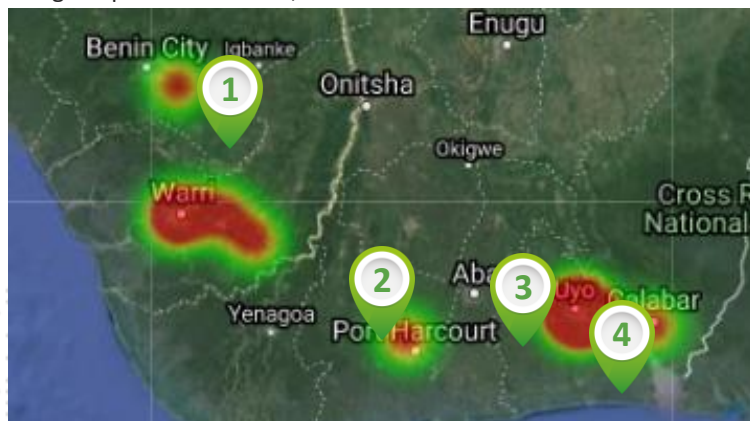 Enugu
Benin City
Igbanke
1
Onitsha
Okigwe
Warri
Cross R
National
2
3
Aba
Uyo
Calabar
Yenagoa
Port Harcourt
4